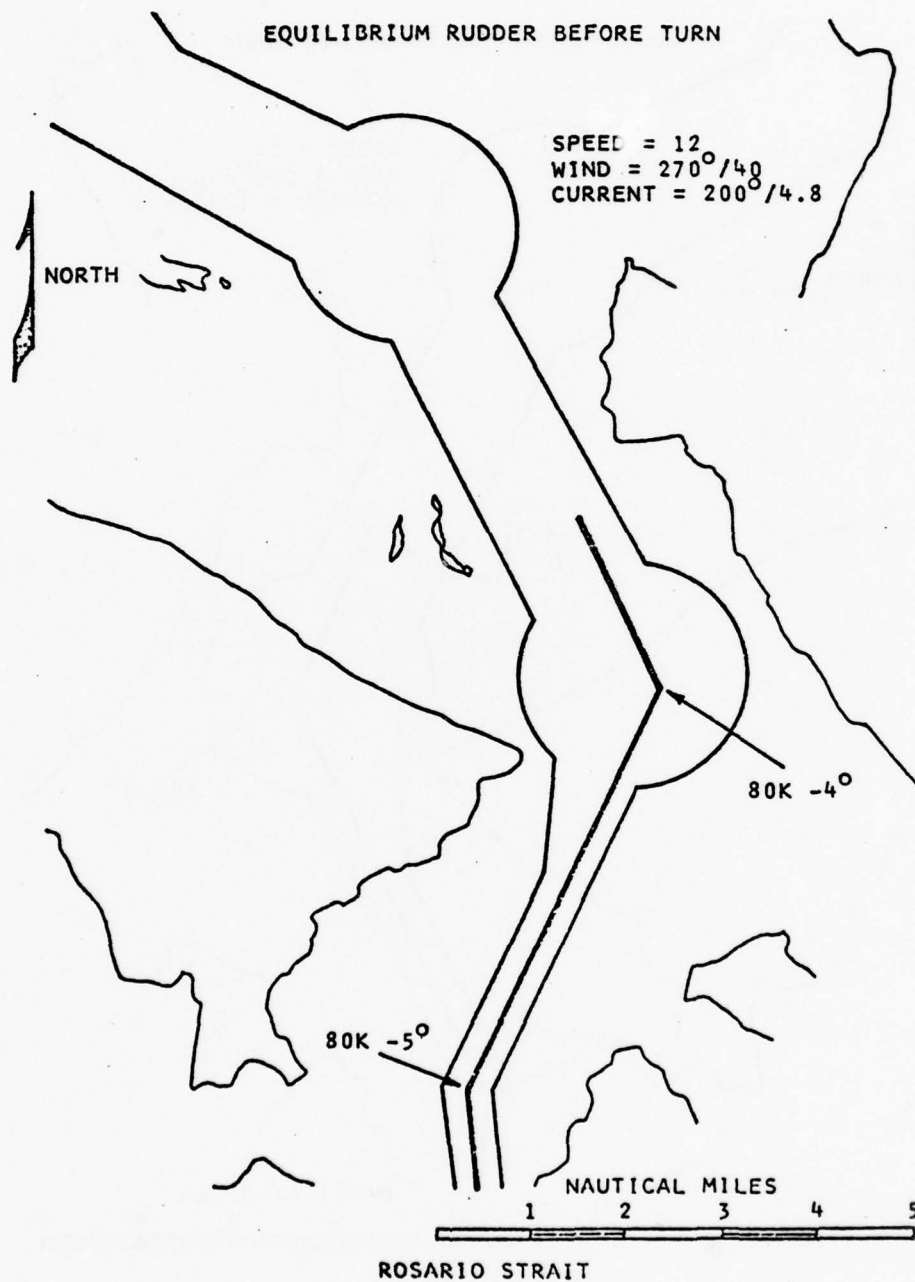 EQUILIBRIUM RUDDER BEFORE TURN
SPEED = 12
WIND = 270°/40
CURRENT = 200°/4.8
NORTH
80K -4°
80K -5°
NAUTICAL MILES
1 2 3 4 5
ROSARIO STRAIT